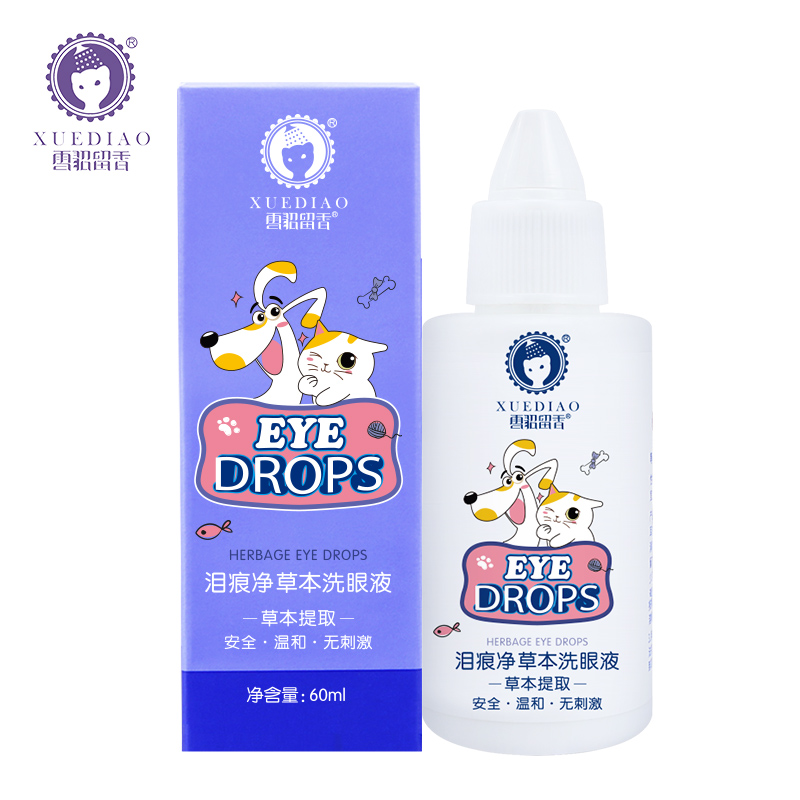 ®
XUEDIAO
雪貂留香
®
XUEDIAO
雪貂留香®
EYE
DROPS
HERBAGE EYE DROPS
泪痕净草本洗眼液
—草本提取—
安全·温和·无刺激
净含量:60ml
®
XUEDIAO
雪貂留香®
EYE
DROPS
HERBAGE EYE DROPS
泪痕净草本洗眼液
—草本提取—
安全·温和·无刺激